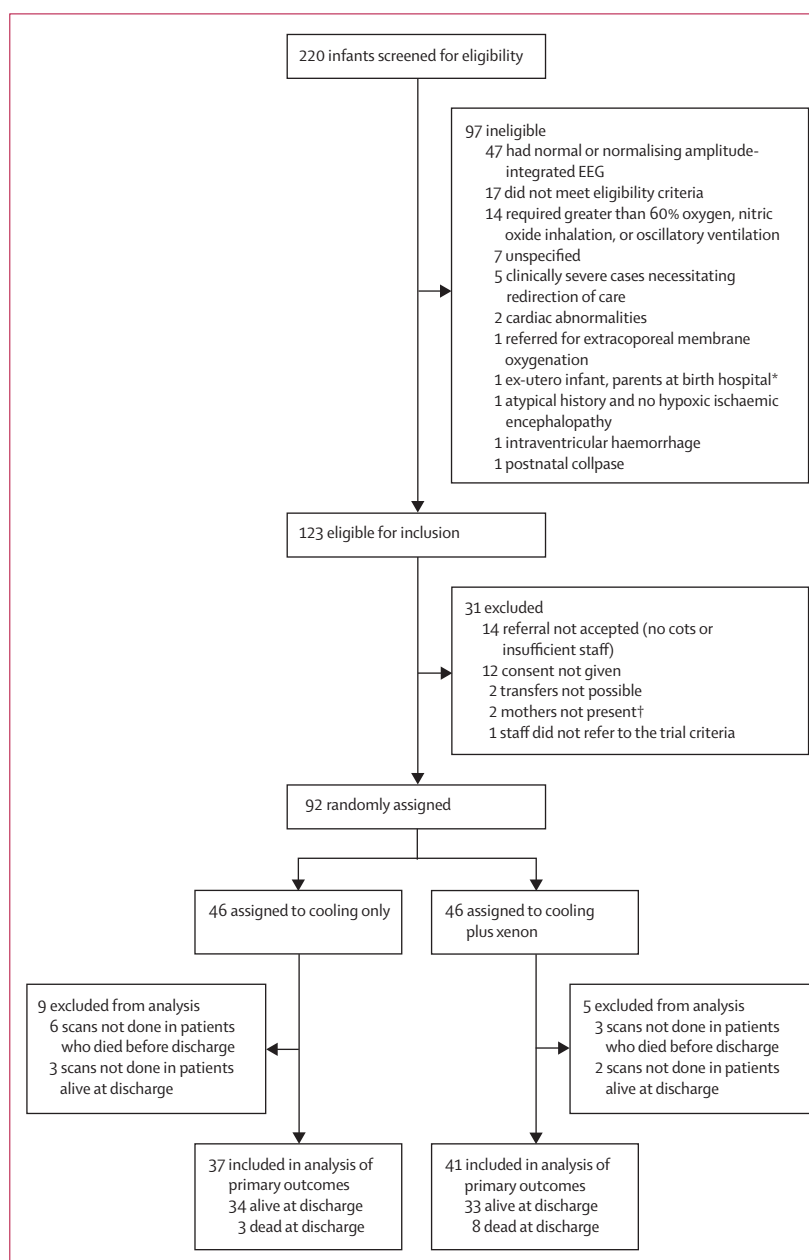 220 infants screened for eligibility
97 ineligible
47 had normal or normalising amplitude-
integrated EEG
17 did not meet eligibility criteria
14 required greater than 60% oxygen, nitric
oxide inhalation, or oscillatory ventilation
7 unspecified
5 clinically severe cases necessitating
redirection of care
2 cardiac abnormalities
1 referred for extracoporeal membrane
oxygenation
1 ex-utero infant, parents at birth hospital*
1 atypical history and no hypoxic ischaemic
encephalopathy
1 intraventricular haemorrhage
1 postnatal collpase
123 eligible for inclusion
31 excluded
14 referral not accepted (no cots or
insufficient staff)
12 consent not given
2 transfers not possible
2 mothers not present†
1 staff did not refer to the trial criteria
92 randomly assigned
46 assigned to cooling only
46 assigned to cooling
plus xenon
9 excluded from analysis
6 scans not done in patients
who died before discharge
3 scans not done in patients
alive at discharge
5 excluded from analysis
3 scans not done in patients
who died before discharge
2 scans not done in patients
alive at discharge
37 included in analysis of
primary outcomes
34 alive at discharge
3 dead at discharge
41 included in analysis of
primary outcomes
33 alive at discharge
8 dead at discharge